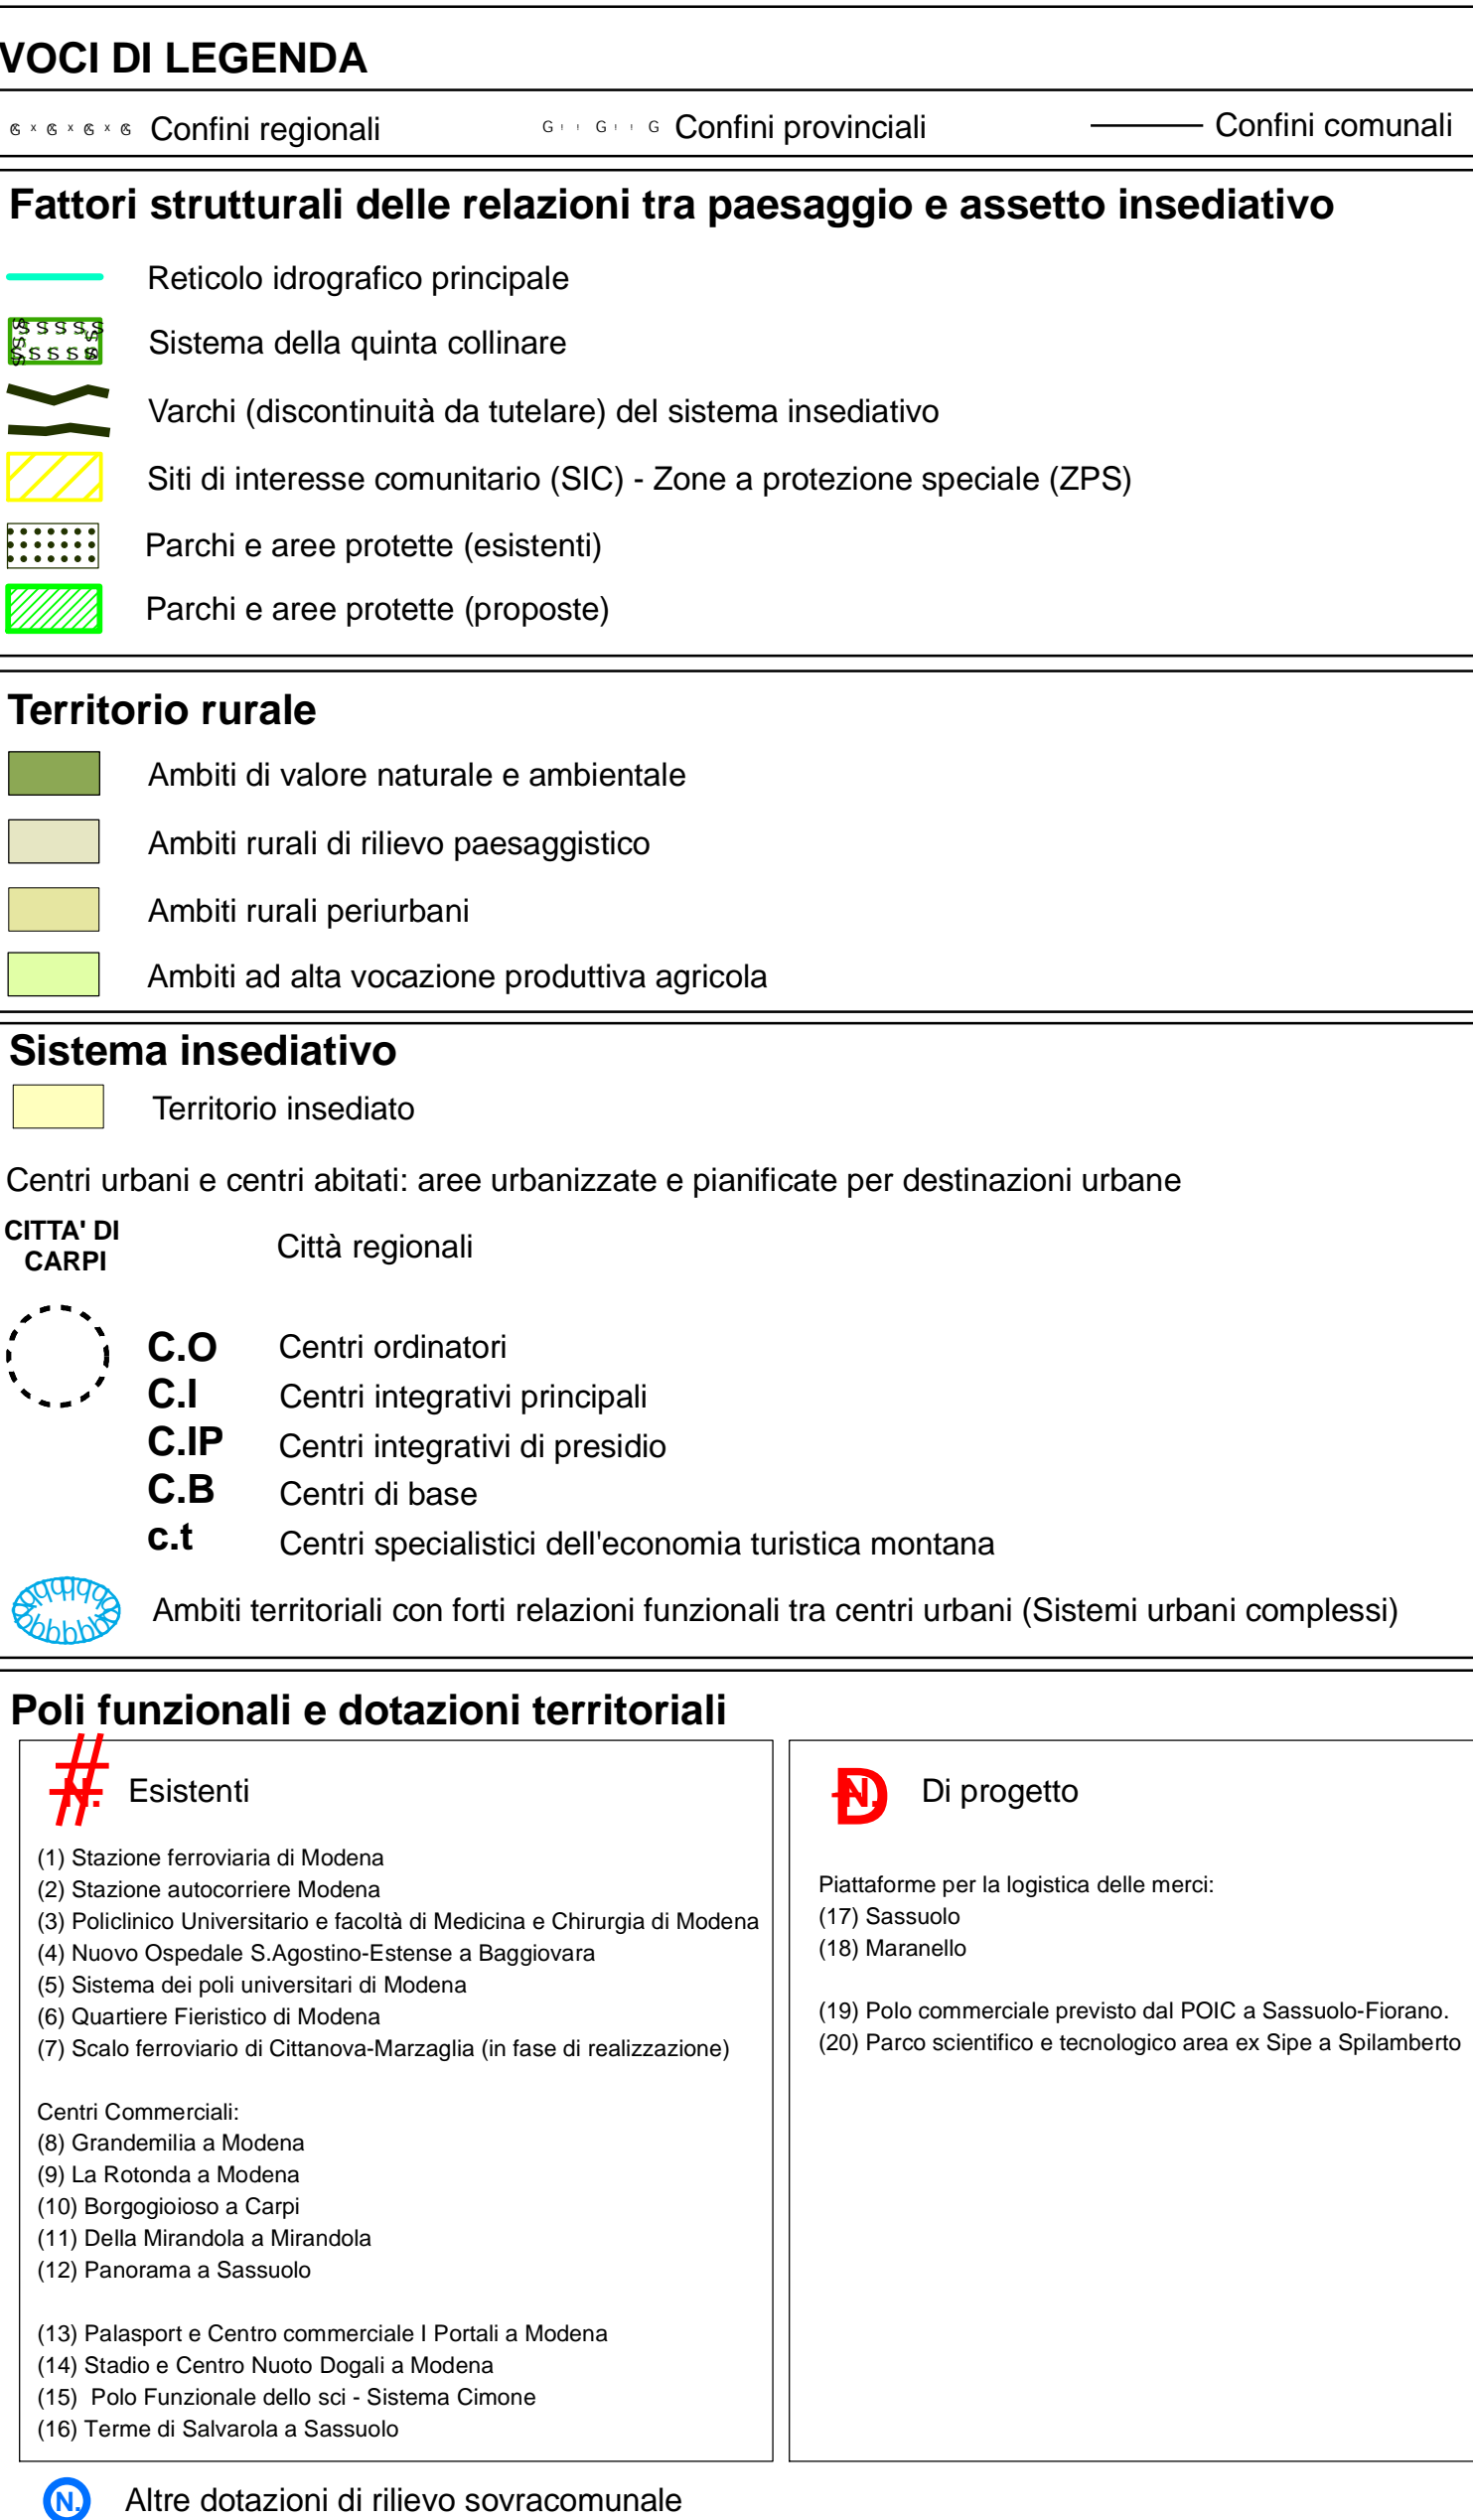 VOCI DI LEGENDA
Confini regionali
Confini provinciali
Confini comunali
Fattori strutturali delle relazioni tra paesaggio e assetto insediativo
Reticolo idrografico principale
Sistema della quinta collinare
Varchi (discontinuità da tutelare) del sistema insediativo
Siti di interesse comunitario (SIC) - Zone a protezione speciale (ZPS)
Parchi e aree protette (esistenti)
Parchi e aree protette (proposte)
Territorio rurale
Ambiti di valore naturale e ambientale
Ambiti rurali di rilievo paesaggistico
Ambiti rurali periurbani
Ambiti ad alta vocazione produttiva agricola
Sistema insediativo
Territorio insediato
Centri urbani e centri abitati: aree urbanizzate e pianificate per destinazioni urbane
CITTA' DI
CARPI
Città regionali
C.O Centri ordinatori
C.I Centri integrativi principali
C.IP Centri integrativi di presidio
C.B Centri di base
c.t Centri specialistici dell'economia turistica montana
Ambiti territoriali con forti relazioni funzionali tra centri urbani (Sistemi urbani complessi)
Poli funzionali e dotazioni territoriali
N. Esistenti
(1) Stazione ferroviaria di Modena
(2) Stazione autocorriere Modena
(3) Policlinico Universitario e facoltà di Medicina e Chirurgia di Modena
(4) Nuovo Ospedale S.Agostino-Estense a Baggiovara
(5) Sistema dei poli universitari di Modena
(6) Quartiere Fieristico di Modena
(7) Scalo ferroviario di Cittanova-Marzaglia (in fase di realizzazione)
Centri Commerciali:
(8) Grandemilia a Modena
(9) La Rotonda a Modena
(10) Borgogioioso a Carpi
(11) Della Mirandola a Mirandola
(12) Panorama a Sassuolo
(13) Palasport e Centro commerciale I Portali a Modena
(14) Stadio e Centro Nuoto Dogali a Modena
(15) Polo Funzionale dello sci - Sistema Cimone
(16) Terme di Salvarola a Sassuolo
N. Di progetto
Piattaforme per la logistica delle merci:
(17) Sassuolo
(18) Maranello
(19) Polo commerciale previsto dal POIC a Sassuolo-Fiorano.
(20) Parco scientifico e tecnologico area ex Sipe a Spilamberto
N. Altre dotazioni di rilievo sovracomunale